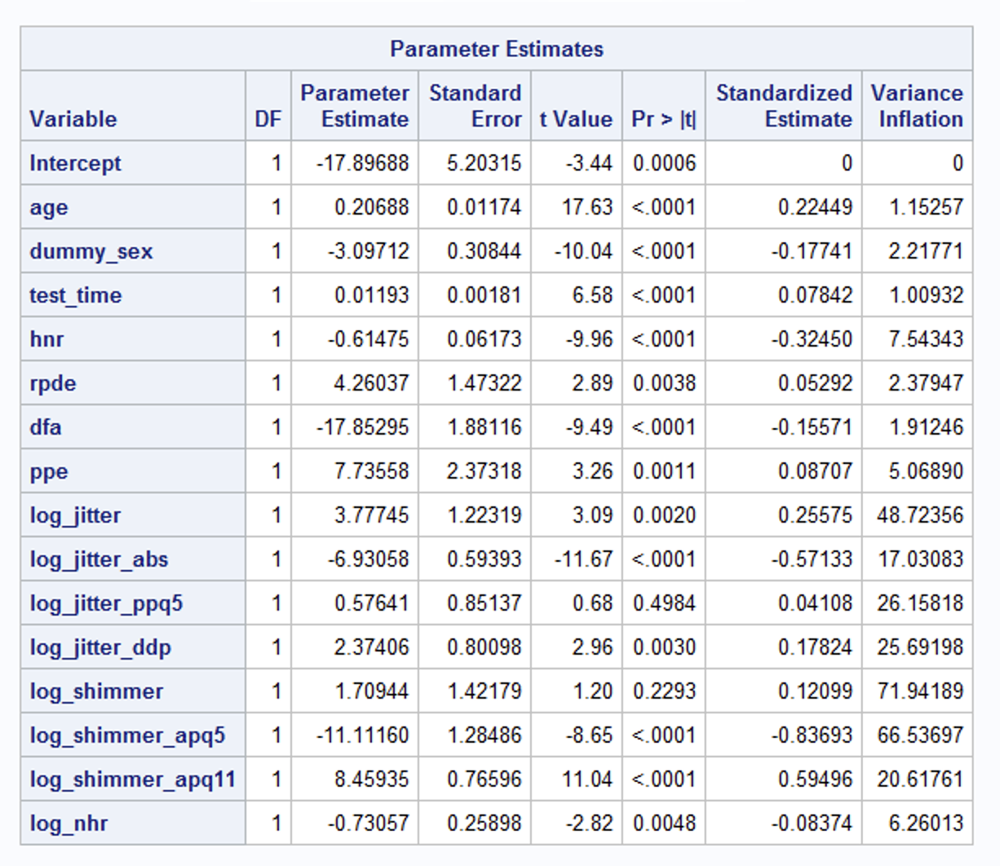 Parameter Estimates
Variable DF Parameter Estimate Standard Error t Value Pr > |t| Standardized Estimate Variance Inflation
Intercept 1 -17.89688 5.20315 -3.44 0.0006 0 0
age 1 0.20688 0.01174 17.63 <.0001 0.22449 1.15257
dummy_sex 1 -3.09712 0.30844 -10.04 <.0001 -0.17741 2.21771
test_time 1 0.01193 0.00181 6.58 <.0001 0.07842 1.00932
hnr 1 -0.61475 0.06173 -9.96 <.0001 -0.32450 7.54343
rpde 1 4.26037 1.47322 2.89 0.0038 0.05292 2.37947
dfa 1 -17.85295 1.88116 -9.49 <.0001 -0.15571 1.91246
ppe 1 7.73558 2.37318 3.26 0.0011 0.08707 5.06890
log_jitter 1 3.77745 1.22319 3.09 0.0020 0.25575 48.72356
log_jitter_abs 1 -6.93058 0.59393 -11.67 <.0001 -0.57133 17.03083
log_jitter_ppq5 1 0.57641 0.85137 0.68 0.4984 0.04108 26.15818
log_jitter_ddp 1 2.37406 0.80098 2.96 0.0030 0.17824 25.69198
log_shimmer 1 1.70944 1.42179 1.20 0.2293 0.12099 71.94189
log_shimmer_apq5 1 -11.11160 1.28486 -8.65 <.0001 -0.83693 66.53697
log_shimmer_apq11 1 8.45935 0.76596 11.04 <.0001 0.59496 20.61761
log_nhr 1 -0.73057 0.25898 -2.82 0.0048 -0.08374 6.26013